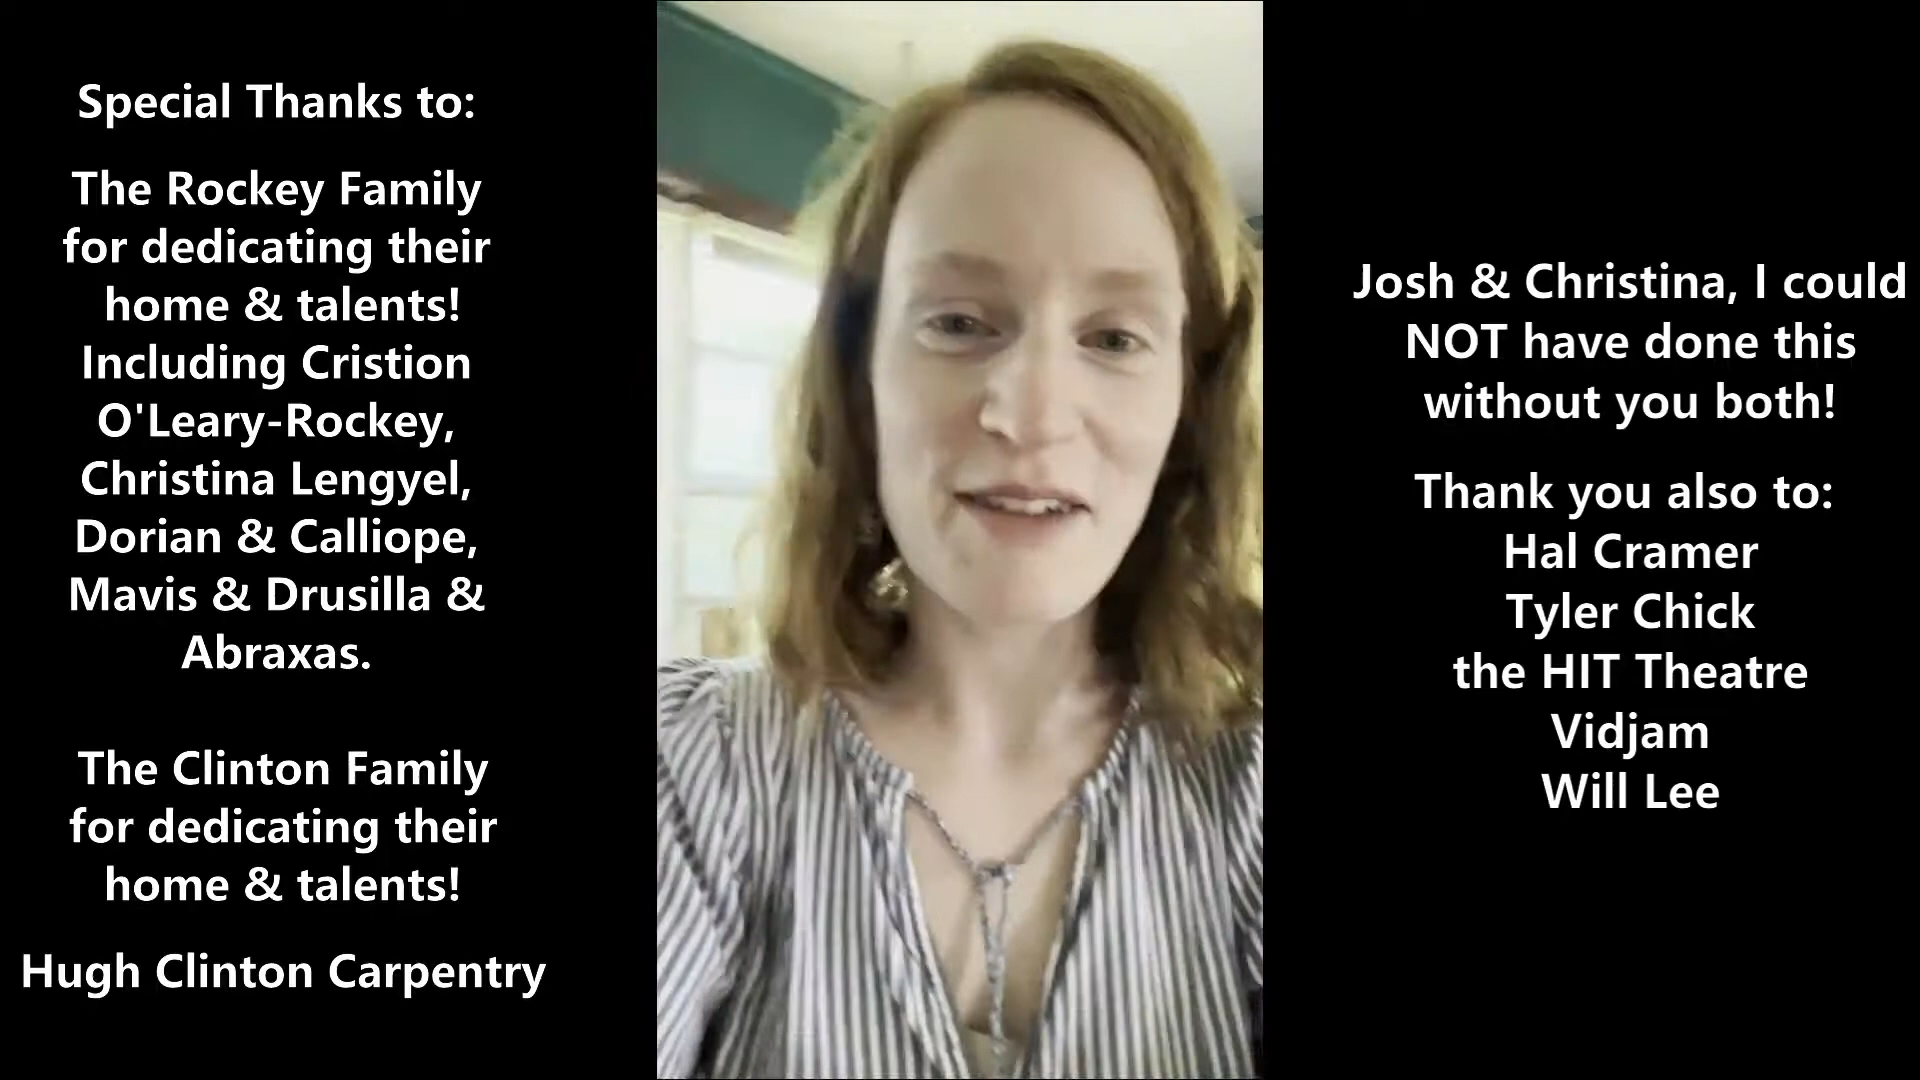 Special Thanks to:
The Rockey Family
for dedicating their
home & talents!
Including Cristion
O'Leary-Rockey,
Christina Lengyel,
Dorian & Calliope,
Mavis & Drusilla &
Abraxas.
The Clinton Family
for dedicating their
home & talents!
Hugh Clinton Carpentry
Josh & Christina, I could
NOT have done this
without you both!
Thank you also to:
Hal Cramer
Tyler Chick
the HIT Theatre
Vidjam
Will Lee